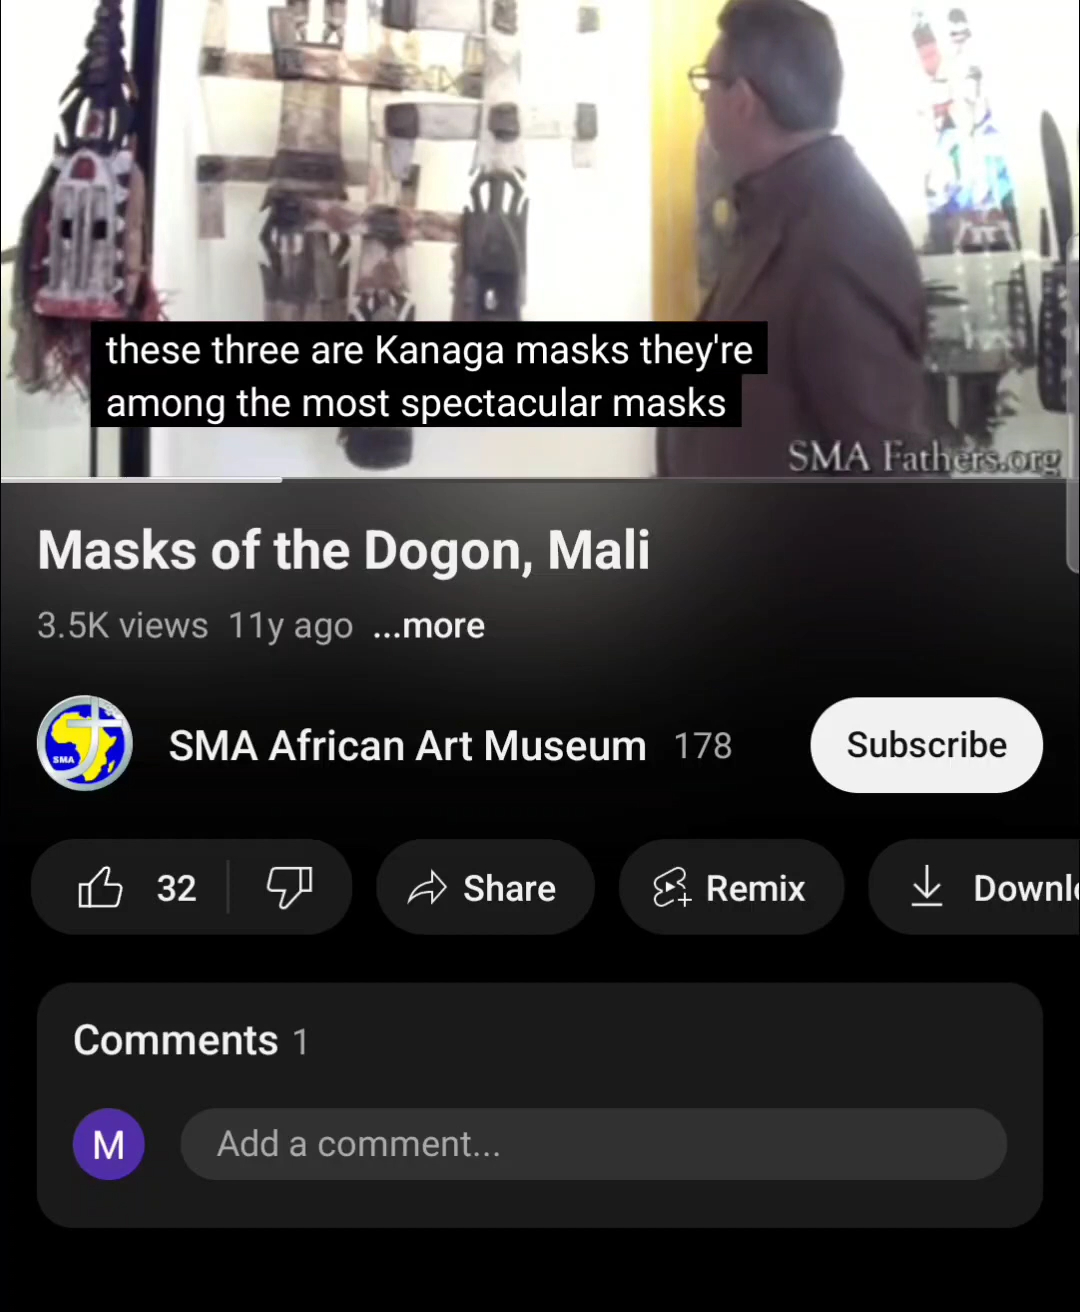 these three are Kanaga masks they're
among the most spectacular masks
SMA Fathers.org
Masks of the Dogon, Mali
3.5K views 11y ago ...more
SMA
SMA African Art Museum 178
Subscribe
32
Share
Remix
Downlo
Comments 1
M
Add a comment...